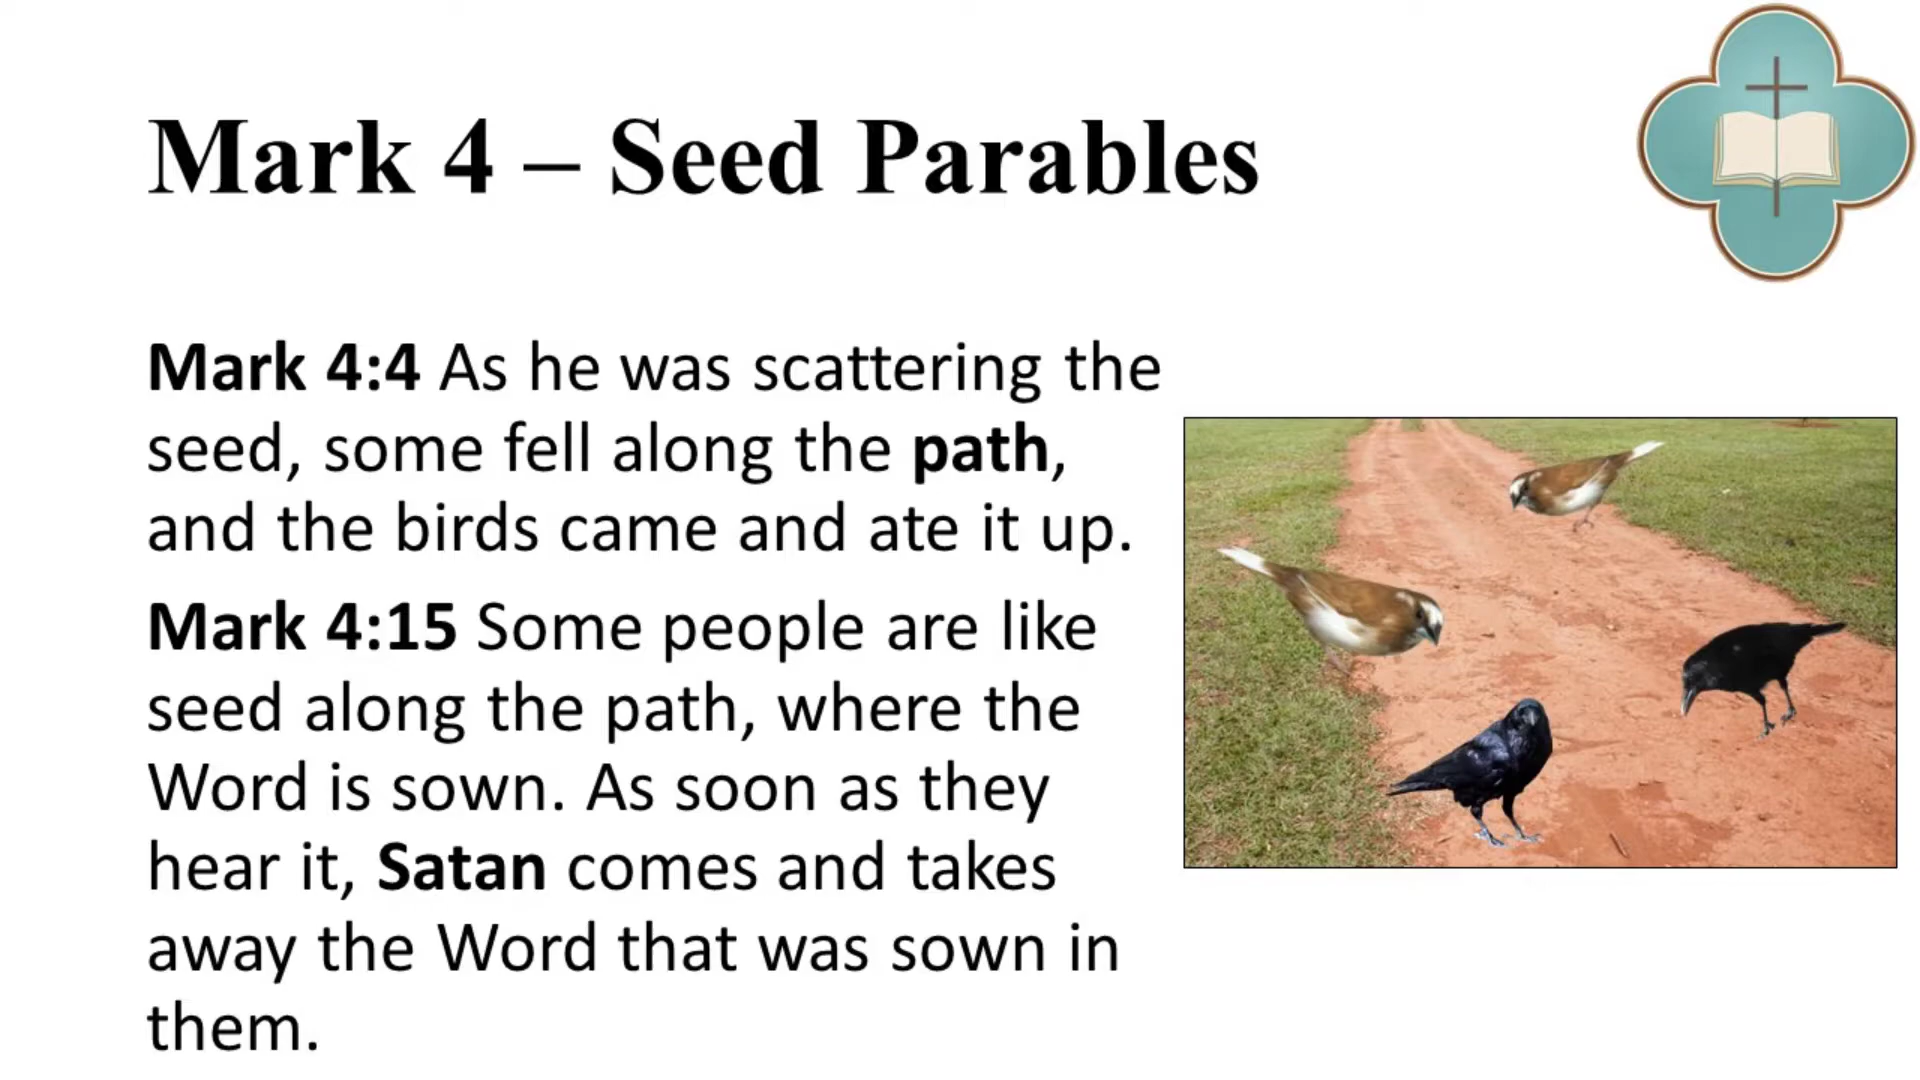 Mark 4 – Seed Parables
Mark 4:4 As he was scattering the
seed, some fell along the path,
and the birds came and ate it up.
Mark 4:15 Some people are like
seed along the path, where the
Word is sown. As soon as they
hear it, Satan comes and takes
away the Word that was sown in
them.